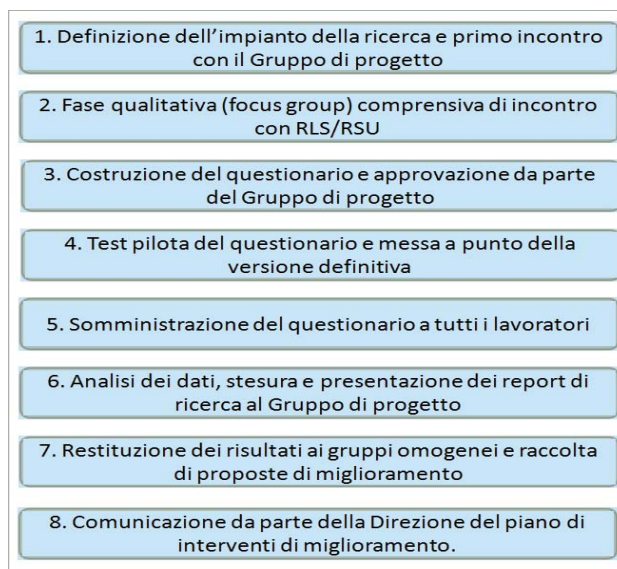 1. Definizione dell’impianto della ricerca e primo incontro
con il Gruppo di progetto
2. Fase qualitativa (focus group) comprensiva di incontro
con RLS/RSU
3. Costruzione del questionario e approvazione da parte
del Gruppo di progetto
4. Test pilota del questionario e messa a punto della
versione definitiva
5. Somministrazione del questionario a tutti i lavoratori
6. Analisi dei dati, stesura e presentazione dei report di
ricerca al Gruppo di progetto
7. Restituzione dei risultati ai gruppi omogenei e raccolta
di proposte di miglioramento
8. Comunicazione da parte della Direzione del piano di
interventi di miglioramento.